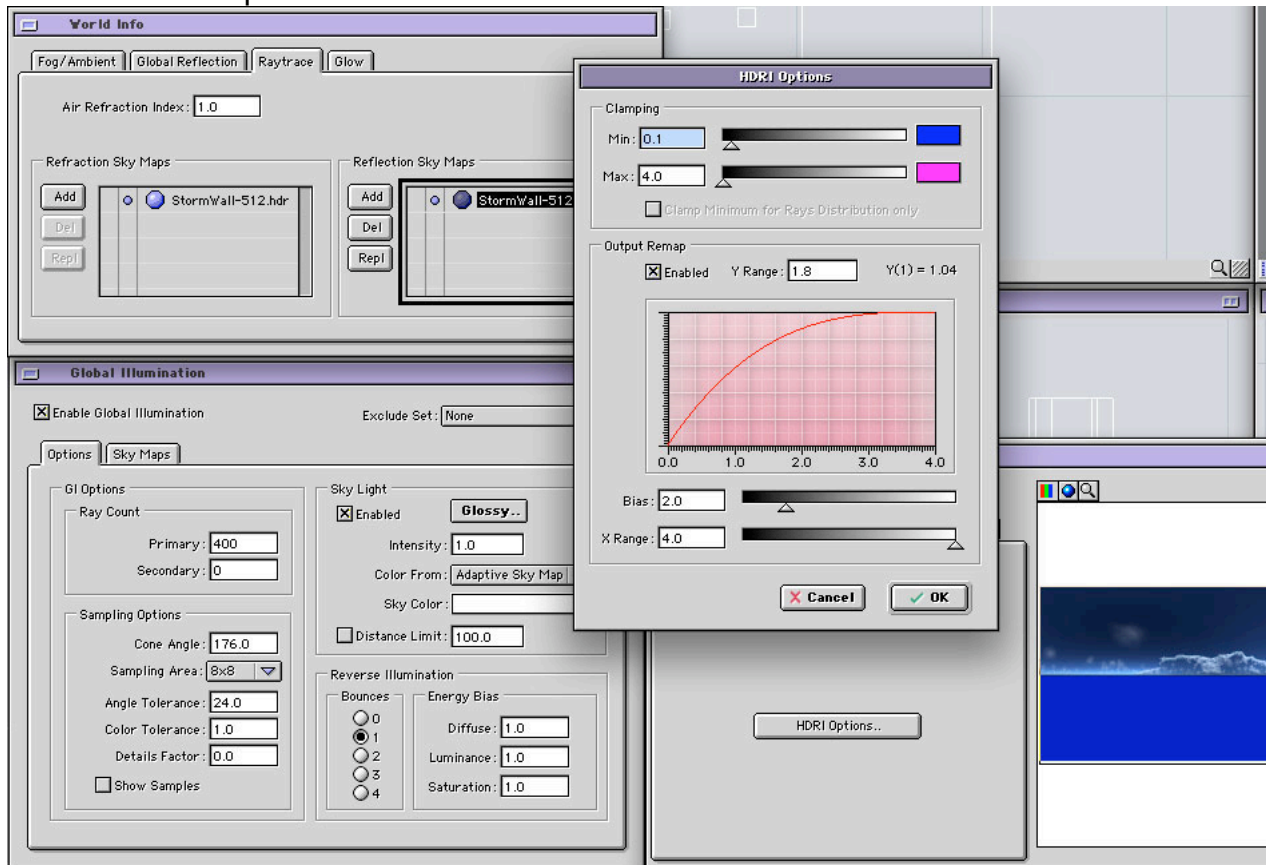 World Info
Fog/Ambient Global Reflection Raytrace Glow
Air Refraction Index: 1.0
Refraction Sky Maps
Add
Del
Repl
StormWall-512.hdr
Reflection Sky Maps
Add
Del
Repl
StormWall-512
Global Illumination
Enable Global Illumination
Exclude Set: None
Options Sky Maps
GI Options
Ray Count
Primary: 400
Secondary: 0
Sampling Options
Cone Angle: 176.0
Sampling Area: 8x8
Angle Tolerance: 24.0
Color Tolerance: 1.0
Details Factor: 0.0
Show Samples
Sky Light
Enabled Glossy..
Intensity: 1.0
Color From: Adaptive Sky Map
Sky Color:
Distance Limit: 100.0
Reverse Illumination
Bounces
0
1
2
3
4
Energy Bias
Diffuse: 1.0
Luminance: 1.0
Saturation: 1.0
HDRI Options
Clamping
Min: 0.1
Max: 4.0
Clamp Minimum for Rays Distribution only
Output Remap
Enabled Y Range: 1.8 Y(1) = 1.04
0.0 1.0 2.0 3.0 4.0
Bias: 2.0
X Range: 4.0
Cancel OK
HDRI Options..